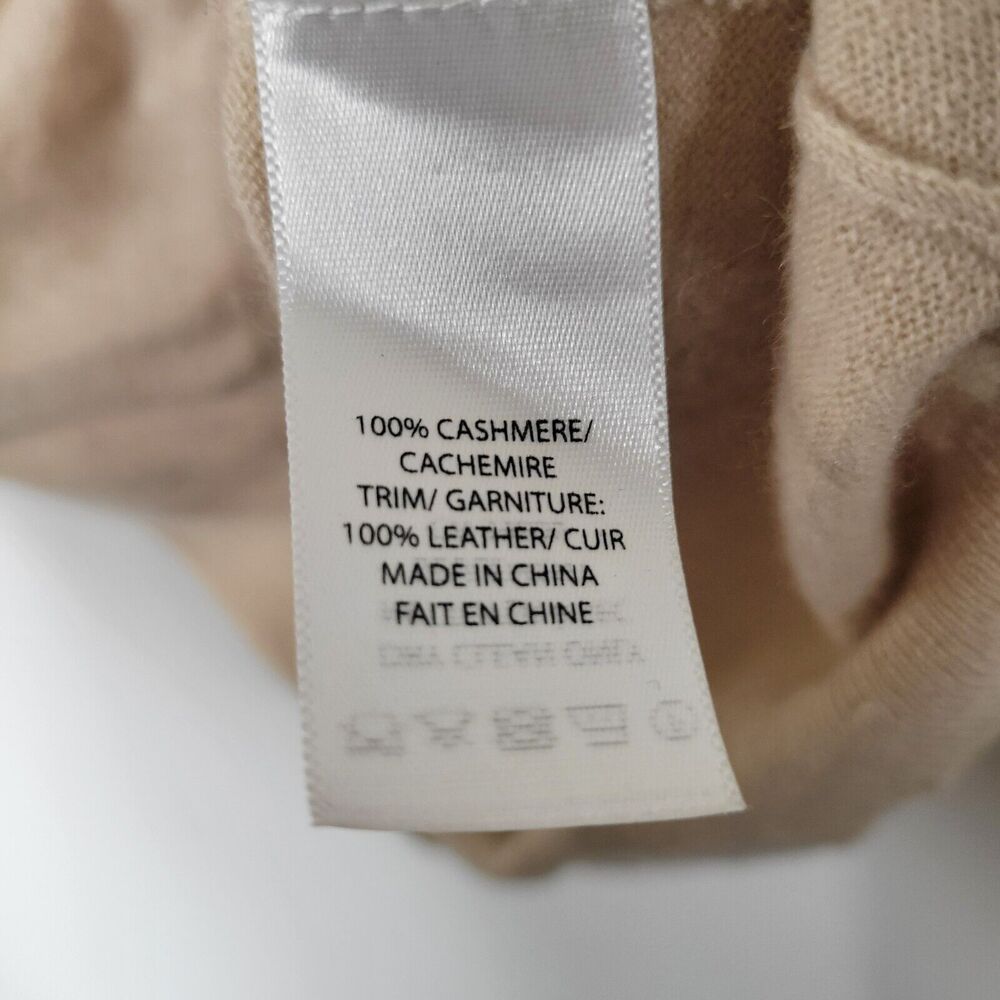 100% CASHMERE/
CACHEMIRE
TRIM/ GARNITURE:
100% LEATHER/ CUIR
MADE IN CHINA
FAIT EN CHINE